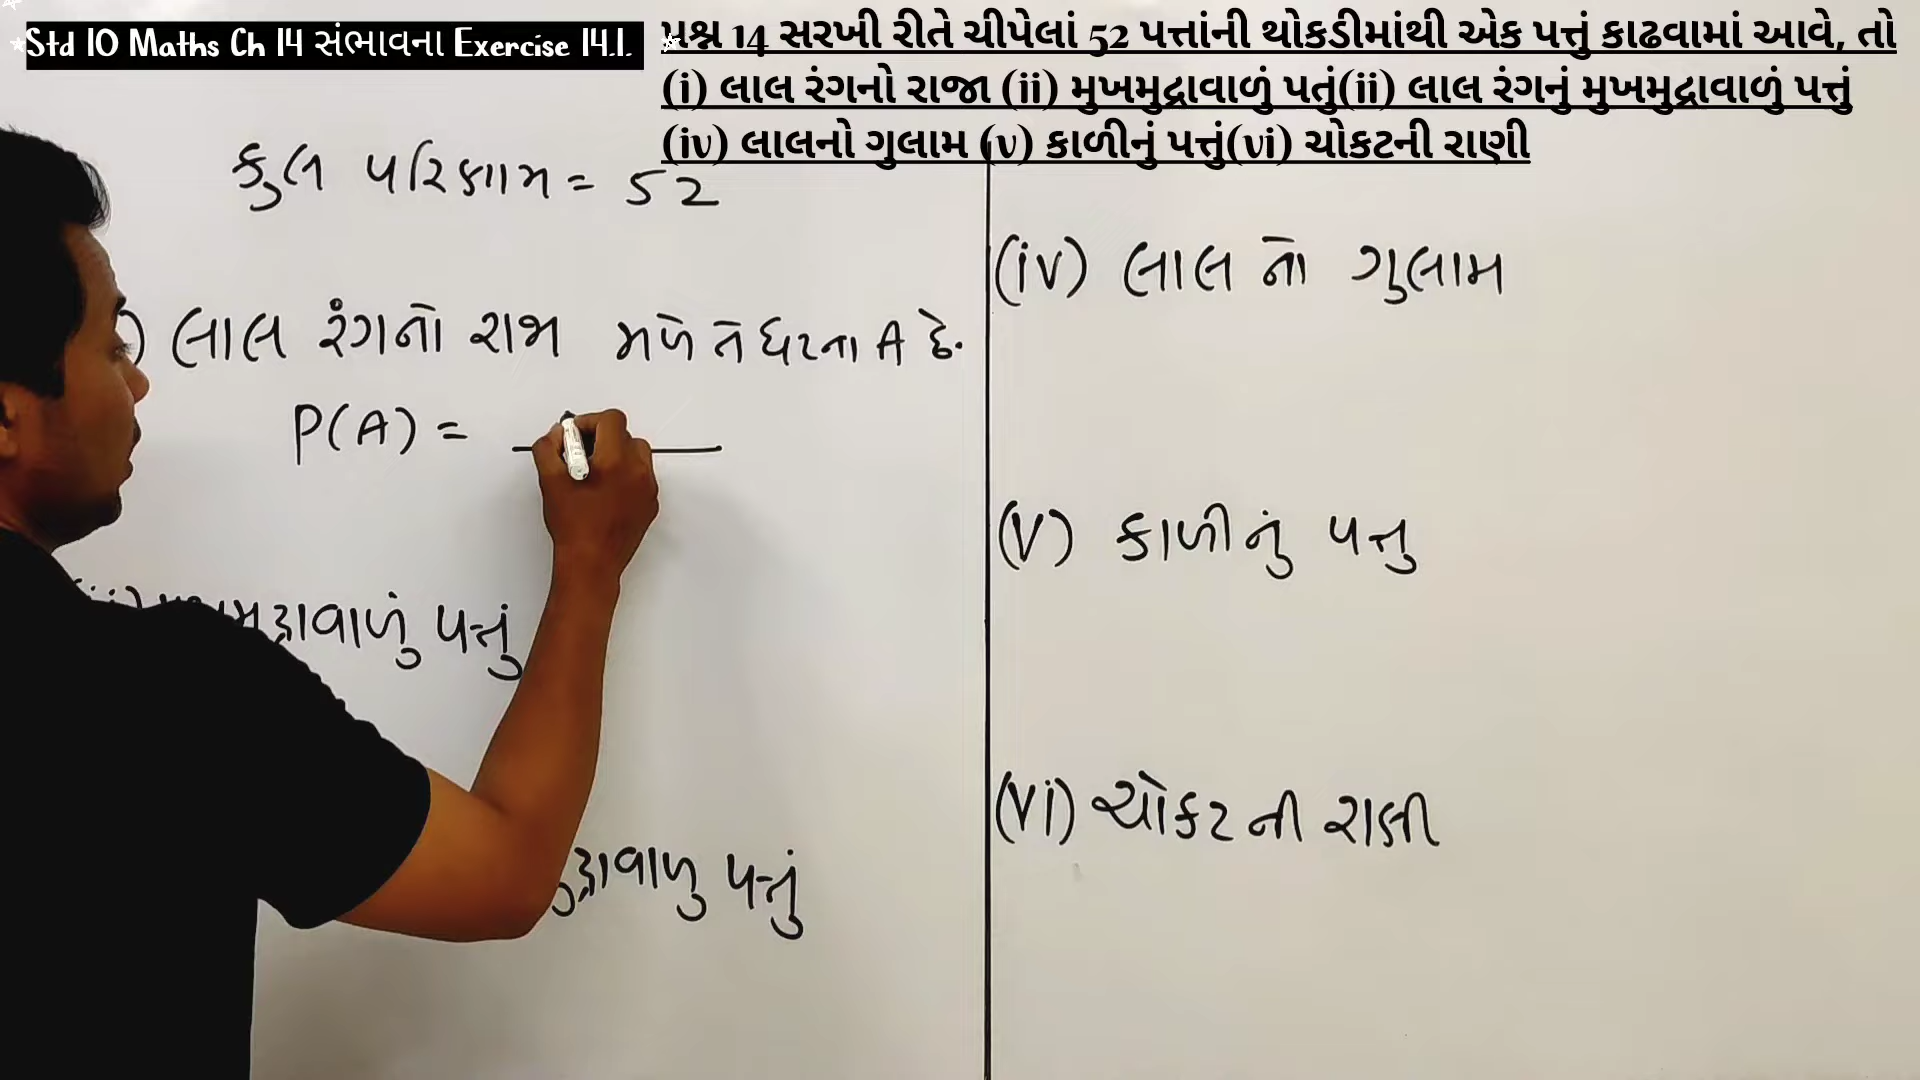 Std 10 Maths Ch 14 સંભાવના Exercise 14.1.
પ્રશ્ન 14 સરખી રીતે ચીપેલાં 52 પત્તાંની થોકડીમાંથી એક પત્તું કાઢવામાં આવે, તો
(i) લાલ રંગનો રાજા (ii) મુખમુદ્રાવાળું પતું(ii) લાલ રંગનું મુખમુદ્રાવાળું પત્તું
(iv) લાલનો ગુલામ (v) કાળીનું પત્તું(vi) ચોકટની રાણી
કુલ પરિણામ = 52
લાલ રંગનો રાજા મળે તે ઘટના A છે.
P(A) =
પત્તું
પત્તું
(iv) લાલ નો ગુલામ
(v) કાળીનું પત્તુ
(vi) ચોકટ ની રાણી